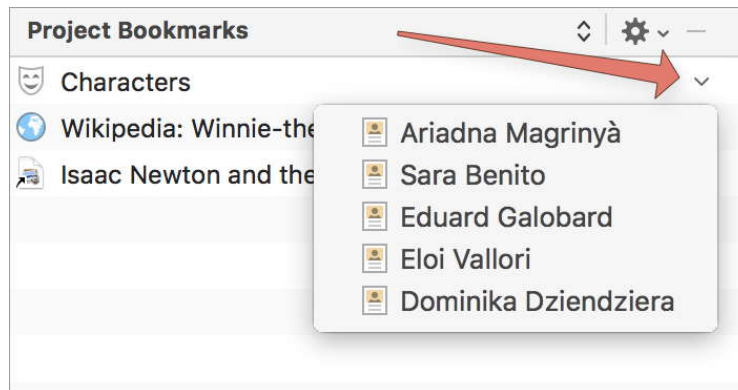 Project Bookmarks
Characters
Wikipedia: Winnie-the
Isaac Newton and the
Ariadna Magrinyà
Sara Benito
Eduard Galobard
Eloi Vallori
Dominika Dziendziera